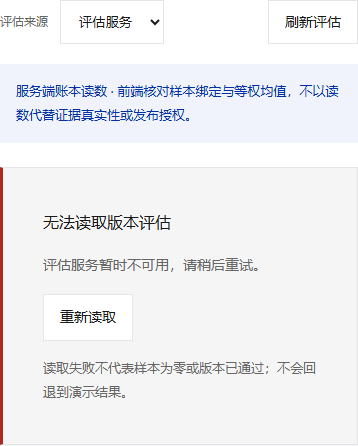 评估来源 评估服务 刷新评估
服务端账本读数 · 前端核对样本绑定与等权均值，不以读
数代替证据真实性或发布授权。
无法读取版本评估
评估服务暂时不可用，请稍后重试。
重新读取
读取失败不代表样本为零或版本已通过；不会回
退到演示结果。